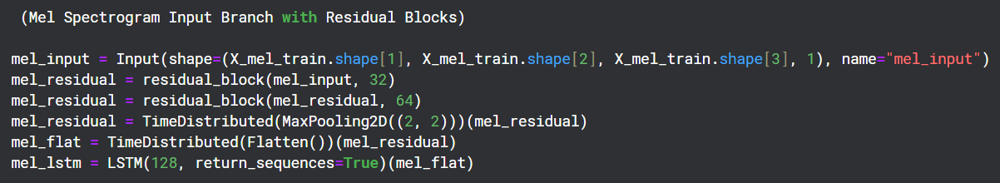 (Mel Spectrogram Input Branch with Residual Blocks)
mel_input = Input(shape=(X_mel_train.shape[1], X_mel_train.shape[2], X_mel_train.shape[3], 1), name="mel_input")
mel_residual = residual_block(mel_input, 32)
mel_residual = residual_block(mel_residual, 64)
mel_residual = TimeDistributed(MaxPooling2D((2, 2)))(mel_residual)
mel_flat = TimeDistributed(Flatten())(mel_residual)
mel_lstm = LSTM(128, return_sequences=True)(mel_flat)